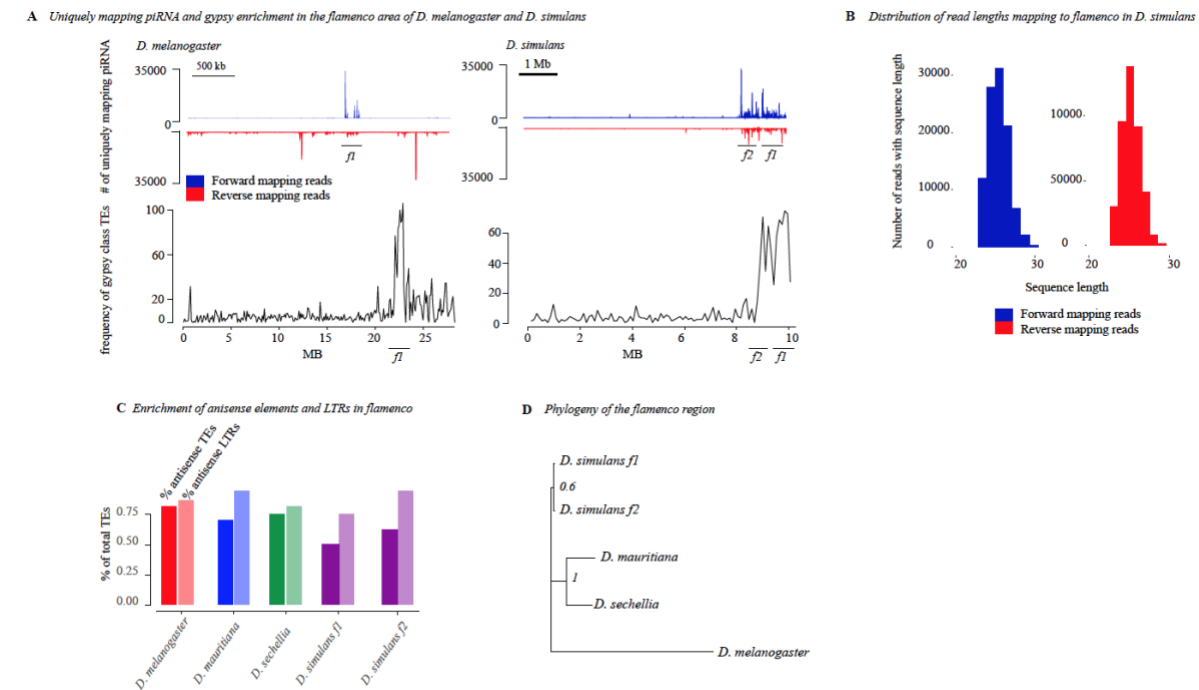 A Uniquely mapping piRNA and gypsy enrichment in the flamenco area of D. melanogaster and D. simulans
D. melanogaster
500 kb
# of uniquely mapping piRNA
35000
0
35000
f1
Forward mapping reads
Reverse mapping reads
D. simulans
1 Mb
35000
0
35000
f2 f1
frequency of gypsy class TEs
100
60
20
0
0 5 10 15 20 25
MB
f1
60
40
20
0
0 2 4 6 8 10
MB
f2 f1
B Distribution of read lengths mapping to flamenco in D. simulans
Number of reads with sequence length
30000.
20000.
10000.
0
20 30
10000.
50000.
0
20 30
Sequence length
Forward mapping reads
Reverse mapping reads
C Enrichment of anisense elements and LTRs in flamenco
% antisense TEs
% antisense LTRs
% of total TEs
0.75
0.50
0.25
0.00
D. melanogaster
D. mauritiana
D. sechellia
D. simulans f1
D. simulans f2
D Phylogeny of the flamenco region
D. simulans f1
0.6
D. simulans f2
D. mauritiana
1
D. sechellia
D. melanogaster